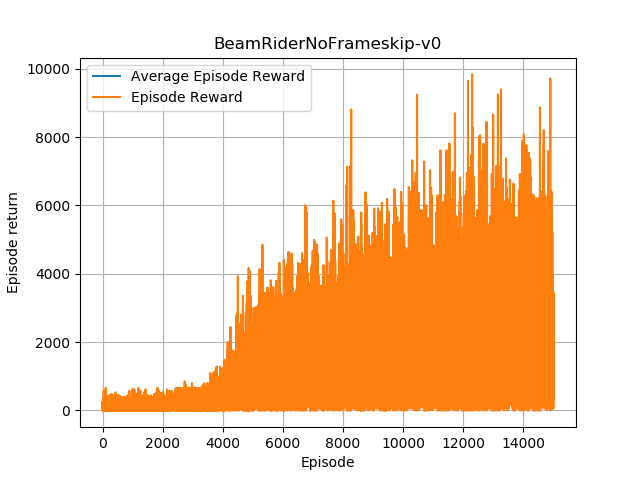 BeamRiderNoFrameskip-v0
Average Episode Reward
Episode Reward
Episode return
10000
8000
6000
4000
2000
0
0 2000 4000 6000 8000 10000 12000 14000
Episode